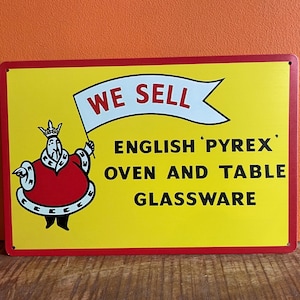 WE SELL
ENGLISH 'PYREX'
OVEN AND TABLE
GLASSWARE